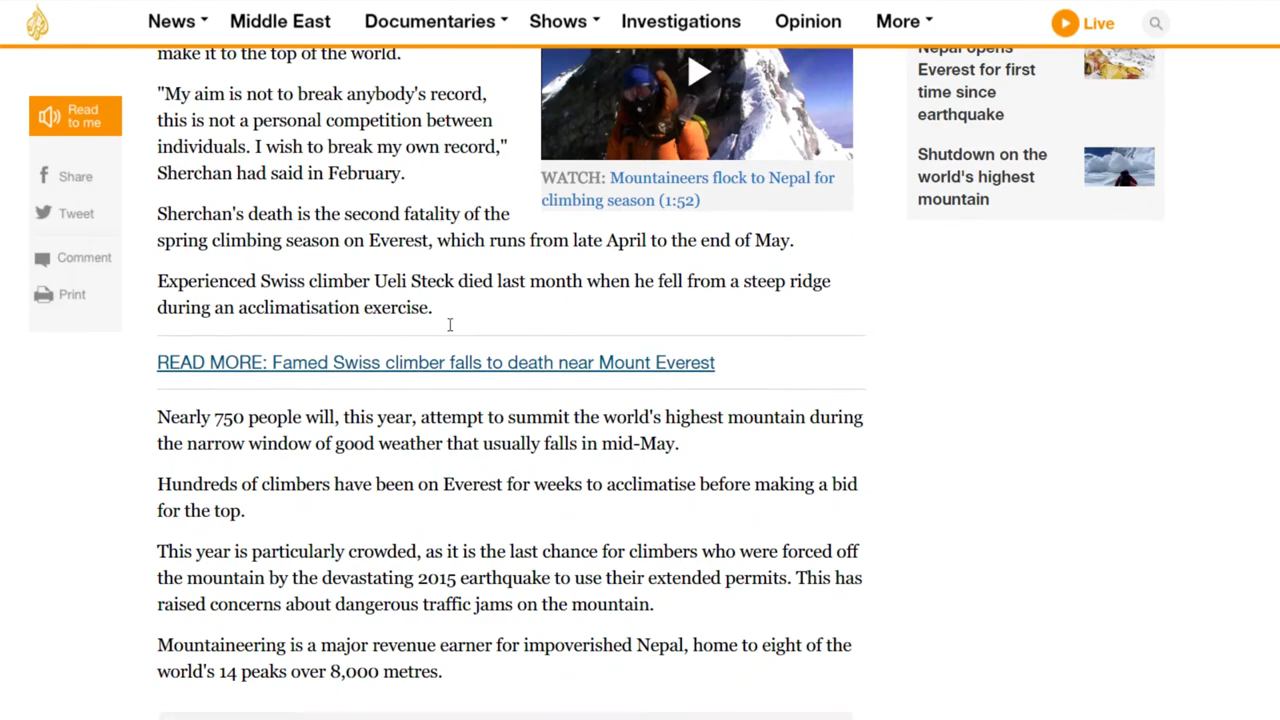 News Middle East Documentaries Shows Investigations Opinion More Live
make it to the top of the world.
"My aim is not to break anybody's record,
this is not a personal competition between
individuals. I wish to break my own record,"
Sherchan had said in February.
Sherchan's death is the second fatality of the
spring climbing season on Everest, which runs from late April to the end of May.
Experienced Swiss climber Ueli Steck died last month when he fell from a steep ridge
during an acclimatisation exercise.
READ MORE: Famed Swiss climber falls to death near Mount Everest
Nearly 750 people will, this year, attempt to summit the world's highest mountain during
the narrow window of good weather that usually falls in mid-May.
Hundreds of climbers have been on Everest for weeks to acclimatise before making a bid
for the top.
This year is particularly crowded, as it is the last chance for climbers who were forced off
the mountain by the devastating 2015 earthquake to use their extended permits. This has
raised concerns about dangerous traffic jams on the mountain.
Mountaineering is a major revenue earner for impoverished Nepal, home to eight of the
world's 14 peaks over 8,000 metres.
WATCH: Mountaineers flock to Nepal for
climbing season (1:52)
Read
to me
Share
Tweet
Comment
Print
Nepal opens
Everest for first
time since
earthquake
Shutdown on the
world's highest
mountain